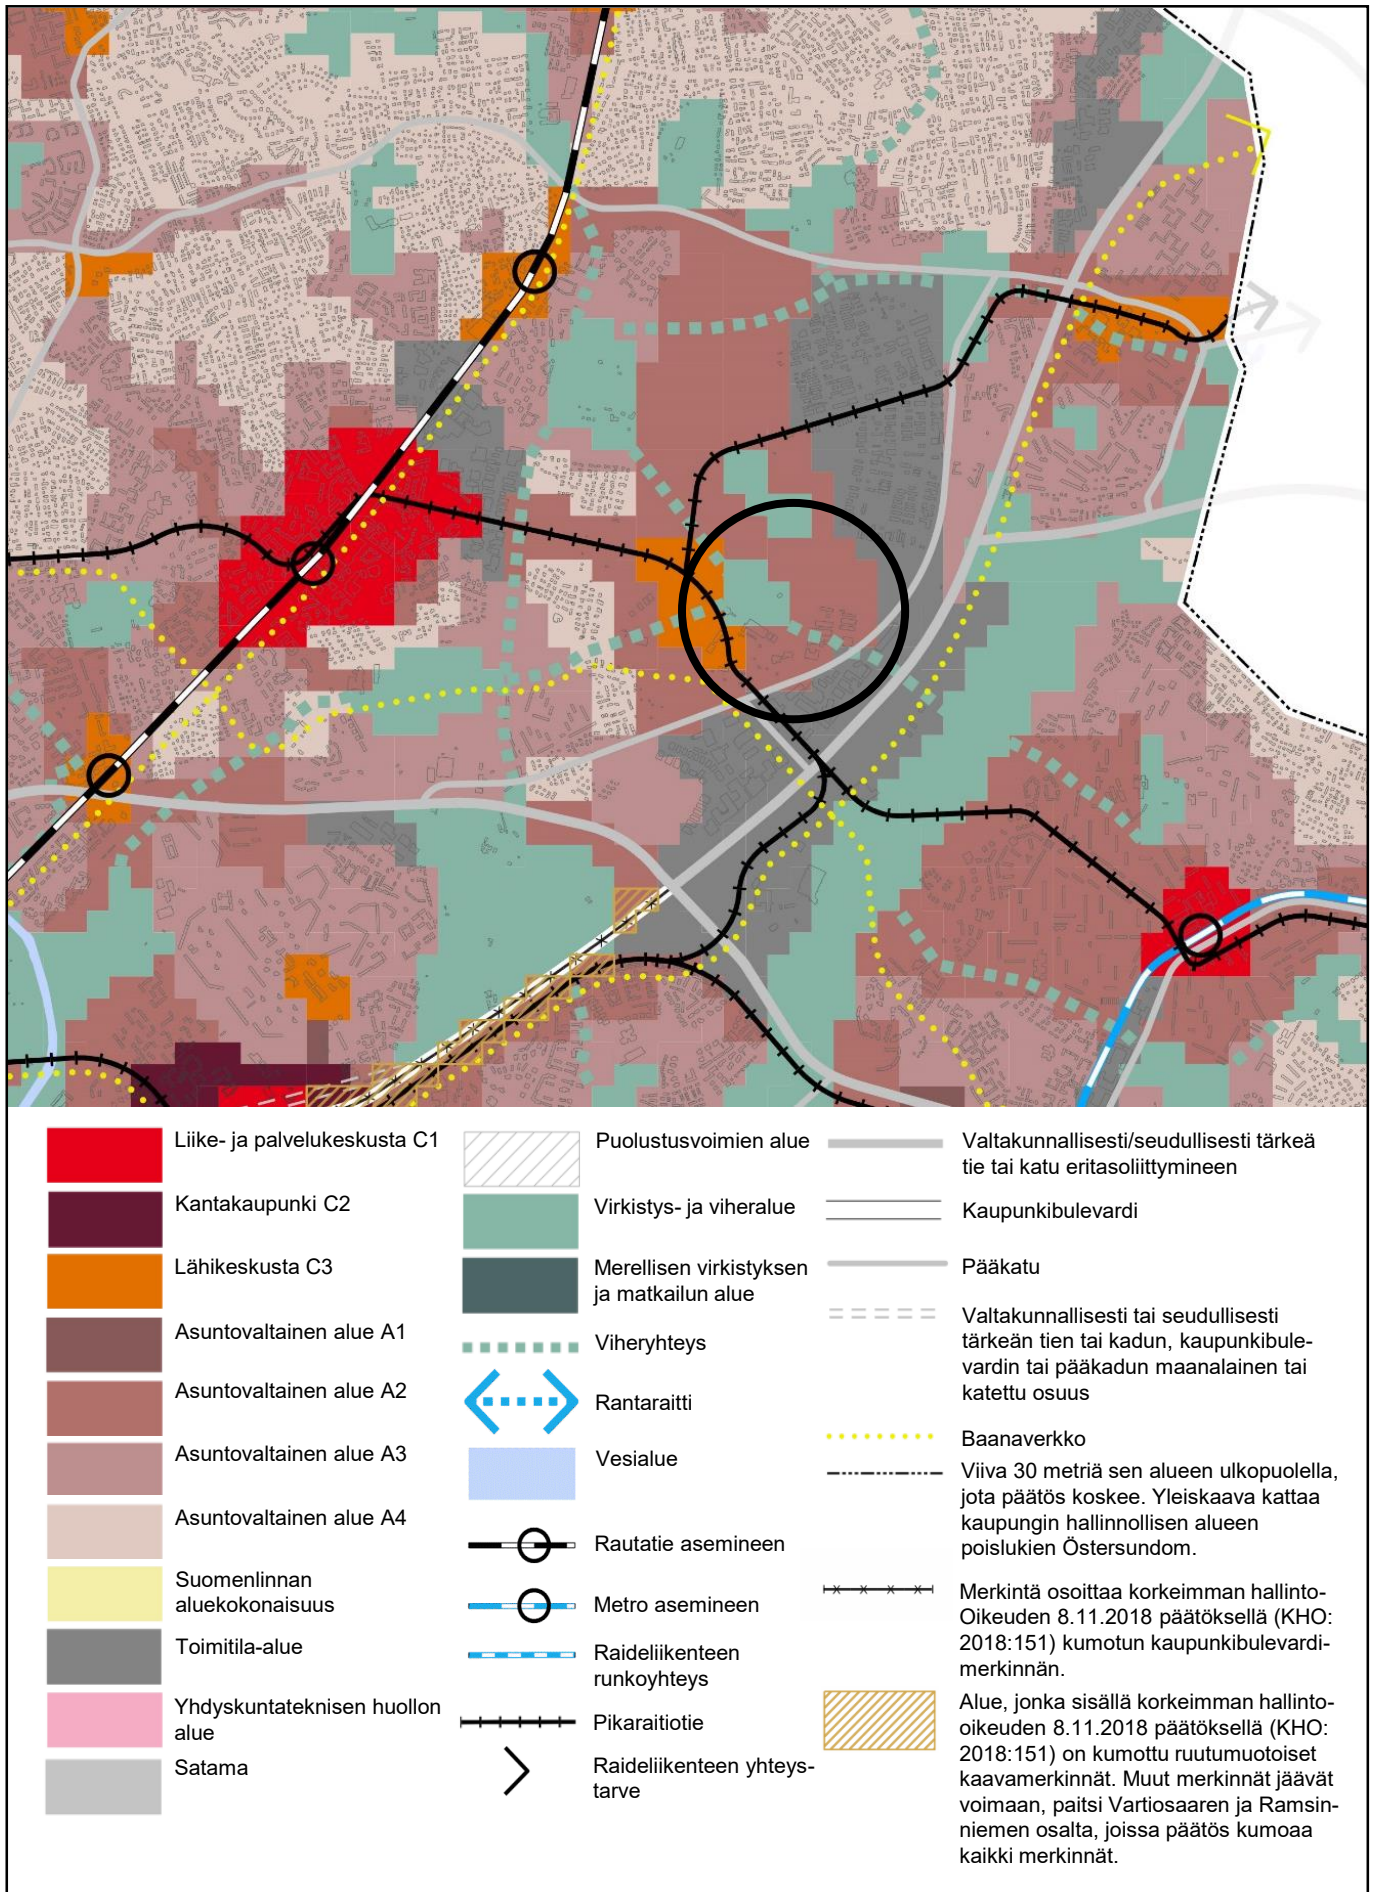 Liike- ja palvelukeskusta C1
Kantakaupunki C2
Lähikeskusta C3
Asuntovaltainen alue A1
Asuntovaltainen alue A2
Asuntovaltainen alue A3
Asuntovaltainen alue A4
Suomenlinnan
aluekokonaisuus
Toimitila-alue
Yhdyskuntateknisen huollon
alue
Satama
Puolustusvoimien alue
Virkistys- ja viheralue
Merellisen virkistyksen
ja matkailun alue
Viheryhteys
Rantaraitti
Vesialue
Rautatie asemineen
Metro asemineen
Raideliikenteen
runkoyhteys
Pikaraitiotie
Raideliikenteen yhteys-
tarve
Valtakunnallisesti/seudullisesti tärkeä
tie tai katu eritasoliittymineen
Kaupunkibulevardi
Pääkatu
Valtakunnallisesti tai seudullisesti
tärkeän tien tai kadun, kaupunkibule-
vardin tai pääkadun maanalainen tai
katettu osuus
Baanaverkko
Viiva 30 metriä sen alueen ulkopuolella,
jota päätös koskee. Yleiskaava kattaa
kaupungin hallinnollisen alueen
poislukien Östersundom.
Merkintä osoittaa korkeimman hallinto-
Oikeuden 8.11.2018 päätöksellä (KHO:
2018:151) kumotun kaupunkibulevardi-
merkinnän.
Alue, jonka sisällä korkeimman hallinto-
oikeuden 8.11.2018 päätöksellä (KHO:
2018:151) on kumottu ruutumuotoiset
kaavamerkinnät. Muut merkinnät jäävät
voimaan, paitsi Vartiosaaren ja Ramsin-
niemen osalta, joissa päätös kumoaa
kaikki merkinnät.